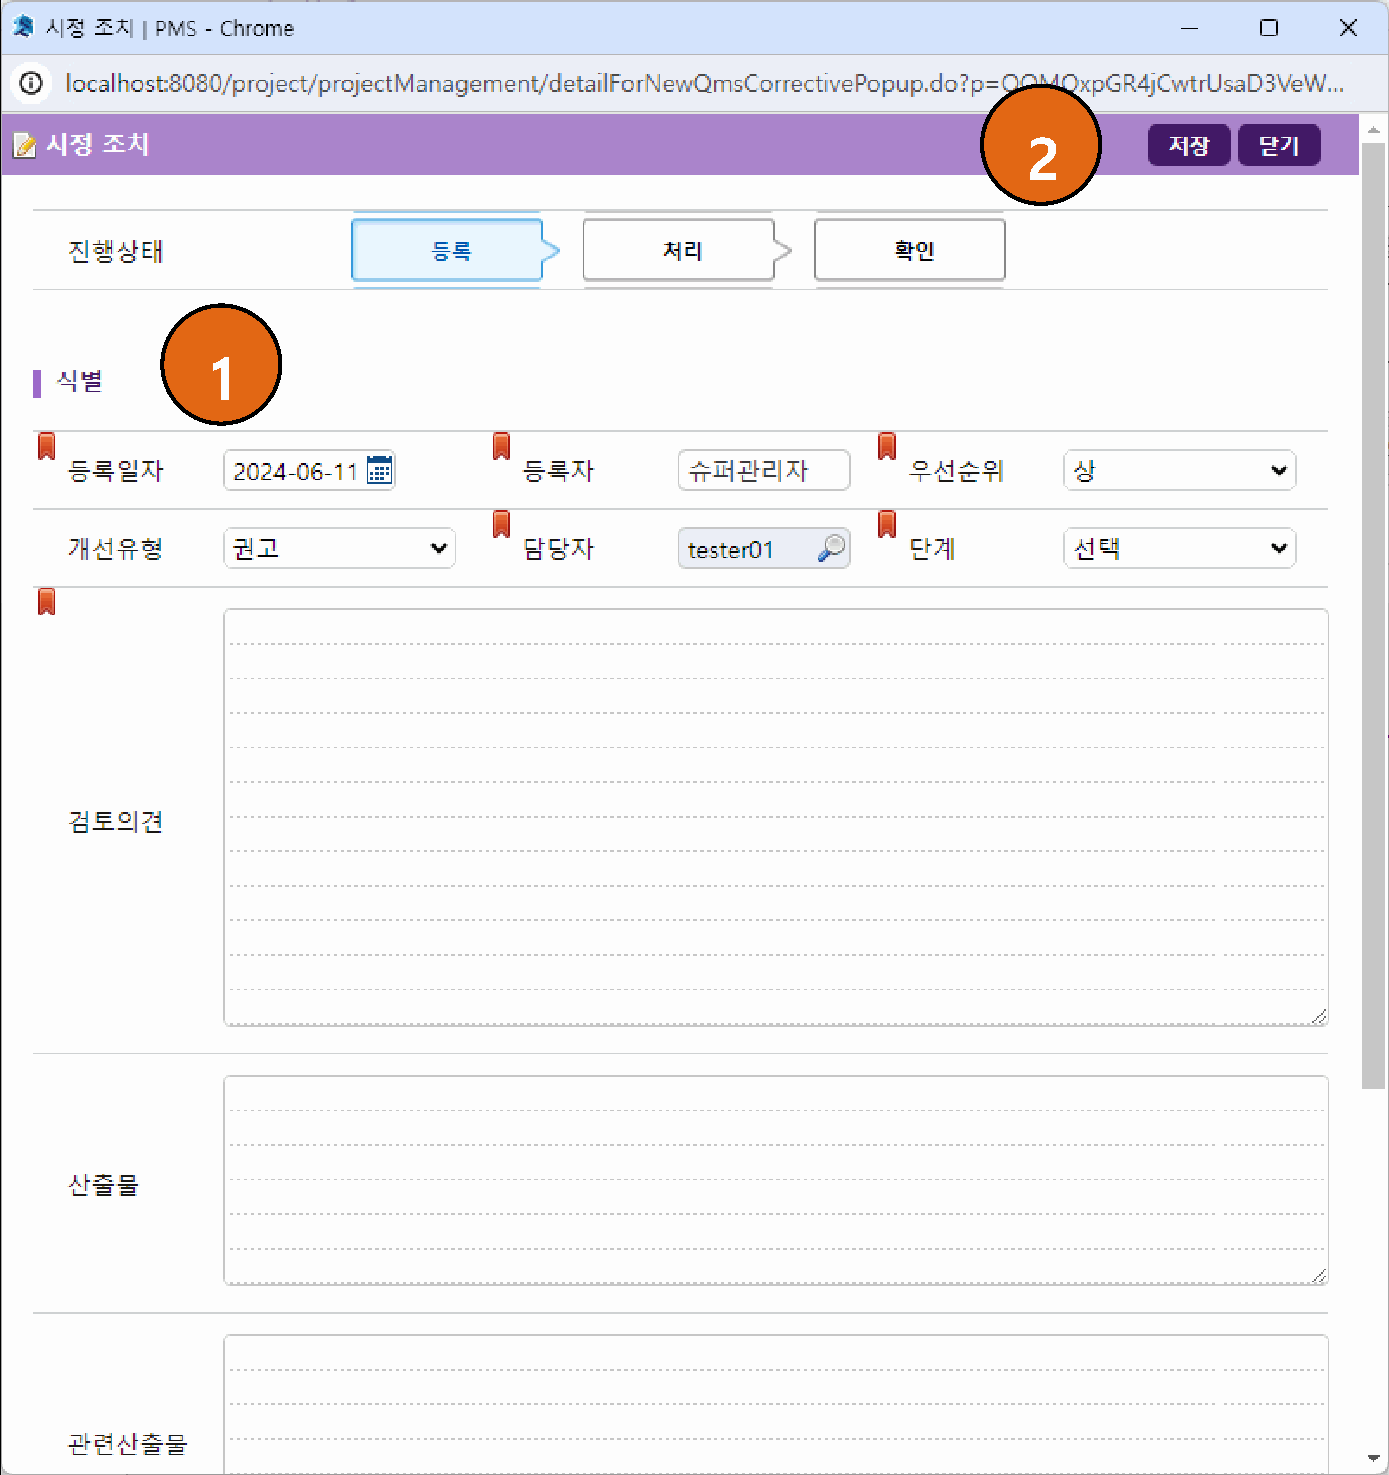 시정 조치 | PMS - Chrome
localhost:8080/project/projectManagement/detailForNewQmsCorrectivePopup.do?p=QQMOxpGR4jCwtrUsaD3VeW...
시정 조치
2
저장 닫기
진행상태 등록 처리 확인
1
식별
등록일자 2024-06-11 등록자 슈퍼관리자 우선순위 상
개선유형 권고 담당자 tester01 단계 선택
검토의견
산출물
관련산출물